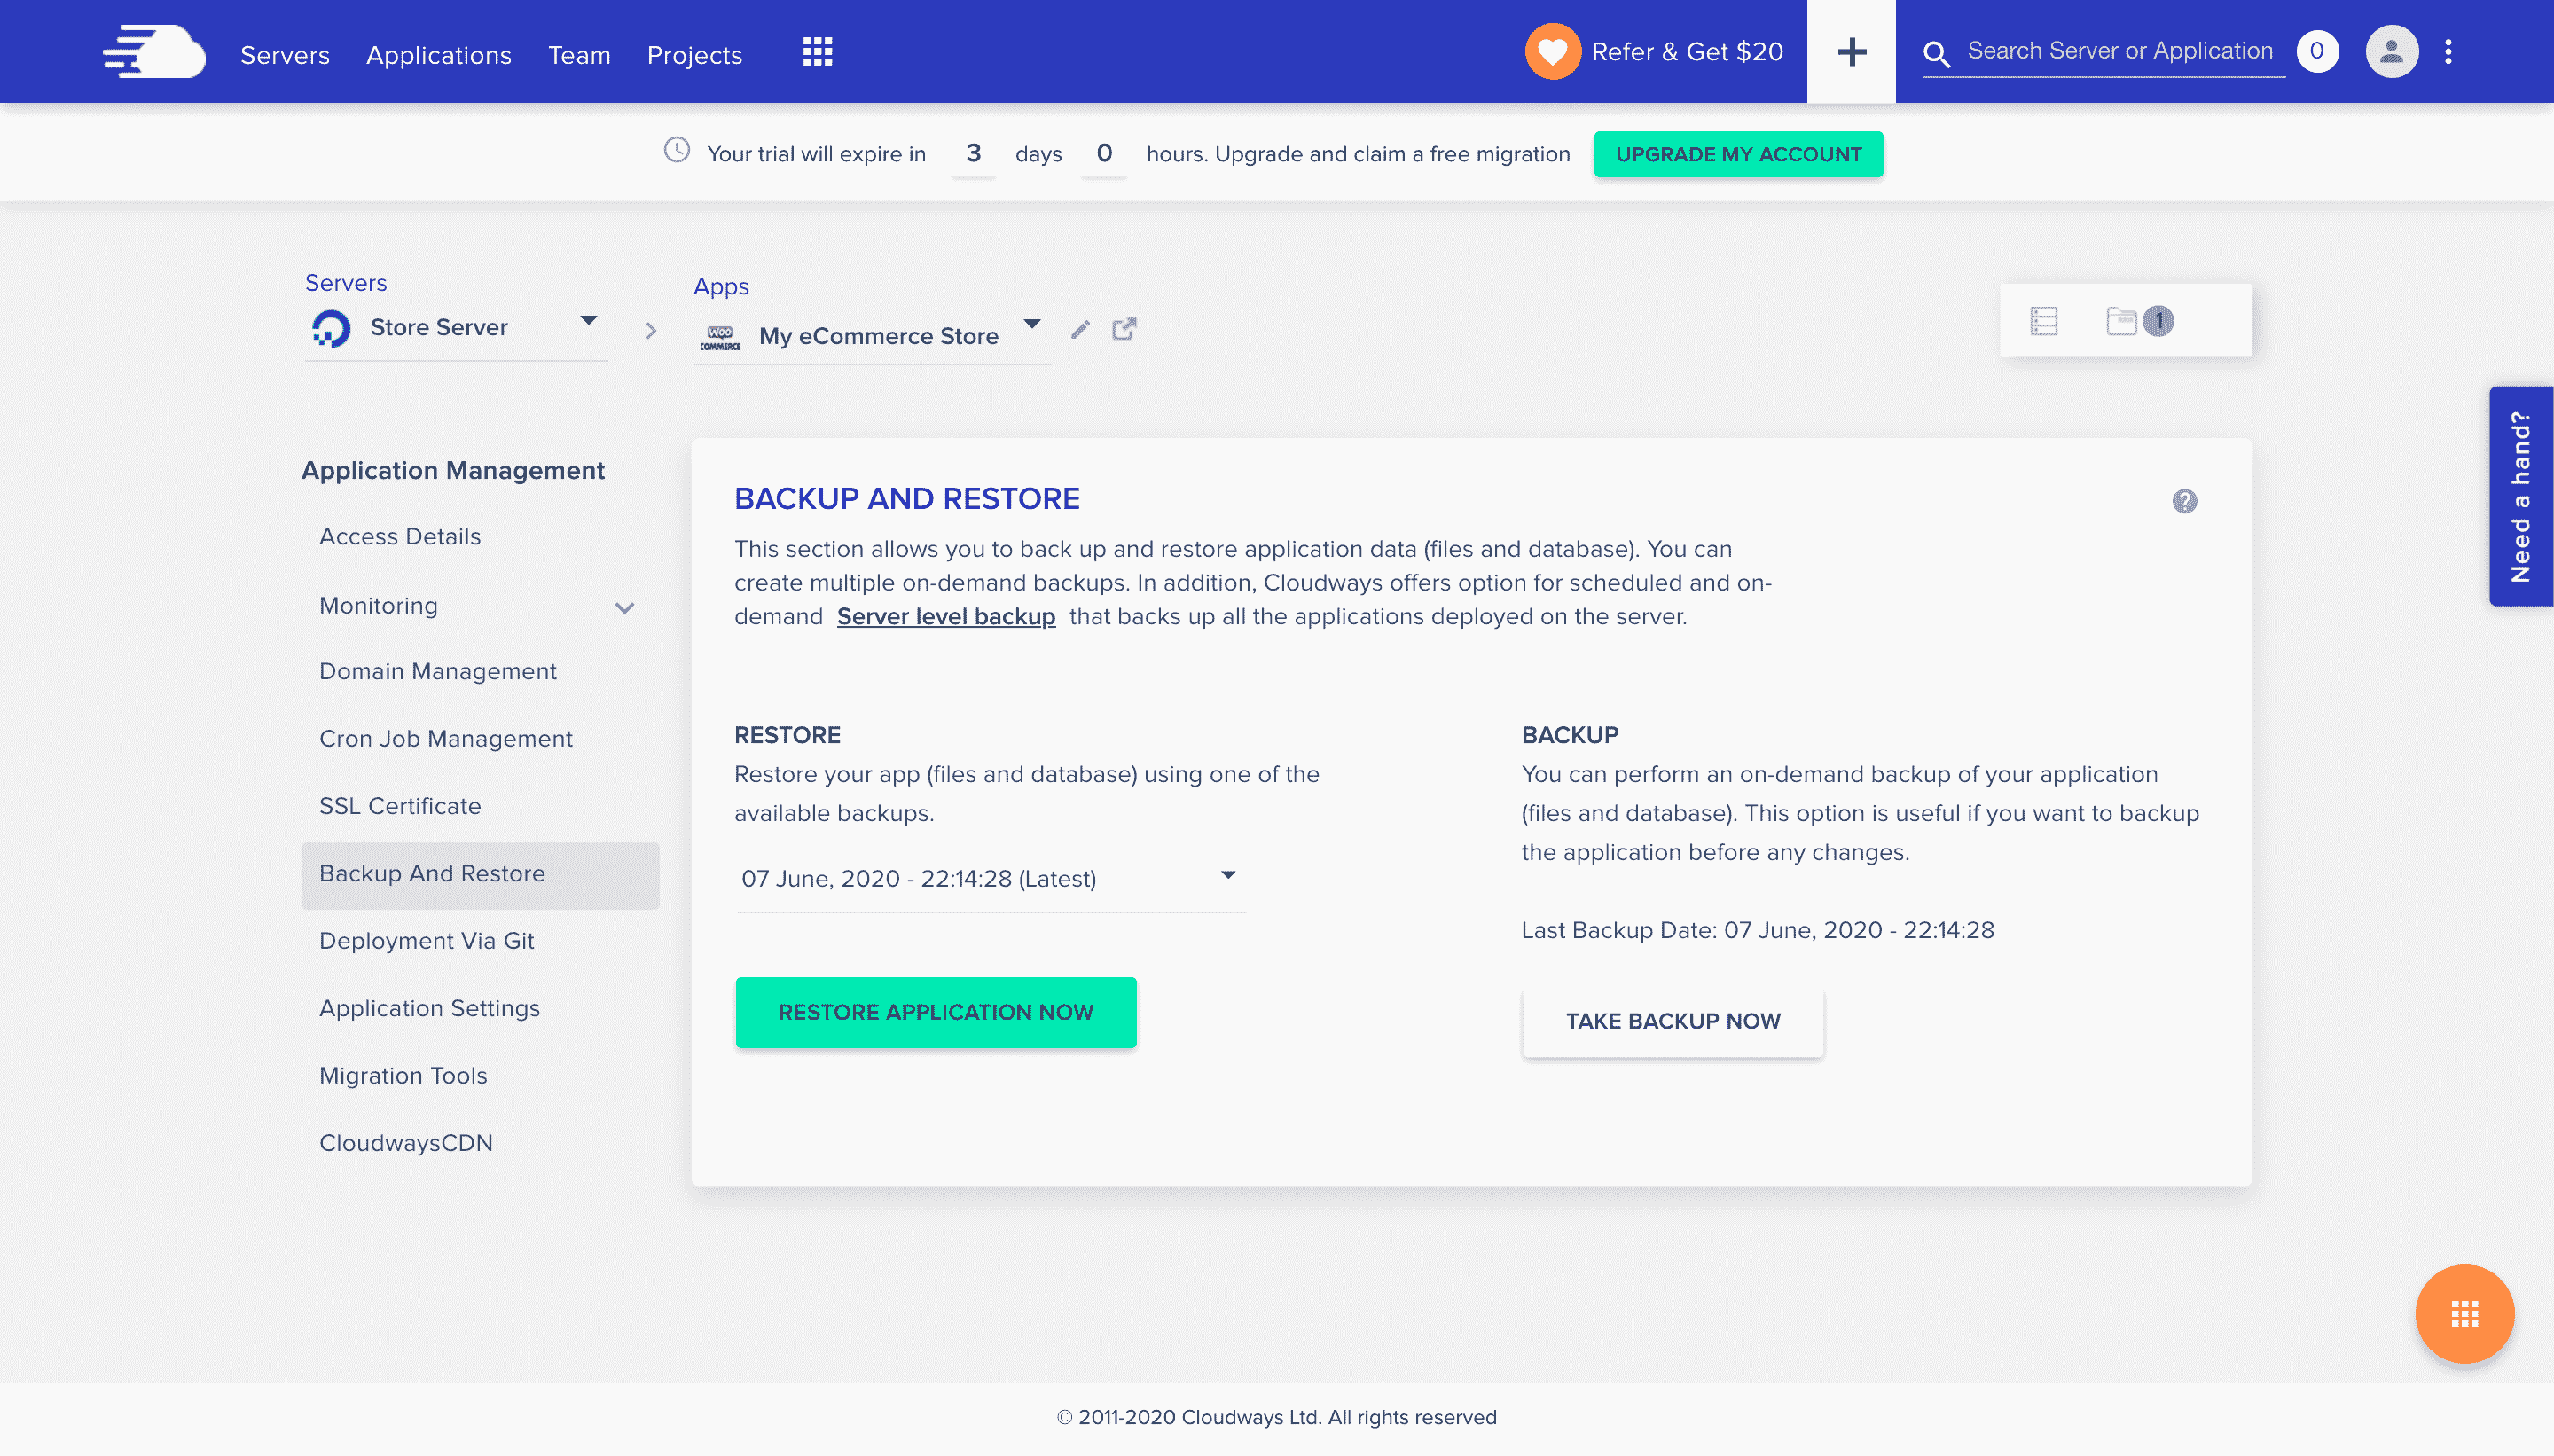 Servers Applications Team Projects Refer & Get $20 + Search Server or Application 0
Your trial will expire in 3 days 0 hours. Upgrade and claim a free migration UPGRADE MY ACCOUNT
Servers
Store Server
Apps
WOO
COMMERCE
My eCommerce Store
1
Need a hand?
Application Management
Access Details
Monitoring
Domain Management
Cron Job Management
SSL Certificate
Backup And Restore
Deployment Via Git
Application Settings
Migration Tools
CloudwaysCDN
BACKUP AND RESTORE
?
This section allows you to back up and restore application data (files and database). You can
create multiple on-demand backups. In addition, Cloudways offers option for scheduled and on-
demand Server level backup that backs up all the applications deployed on the server.
RESTORE
Restore your app (files and database) using one of the
available backups.
07 June, 2020 - 22:14:28 (Latest)
RESTORE APPLICATION NOW
BACKUP
You can perform an on-demand backup of your application
(files and database). This option is useful if you want to backup
the application before any changes.
Last Backup Date: 07 June, 2020 - 22:14:28
TAKE BACKUP NOW
© 2011-2020 Cloudways Ltd. All rights reserved